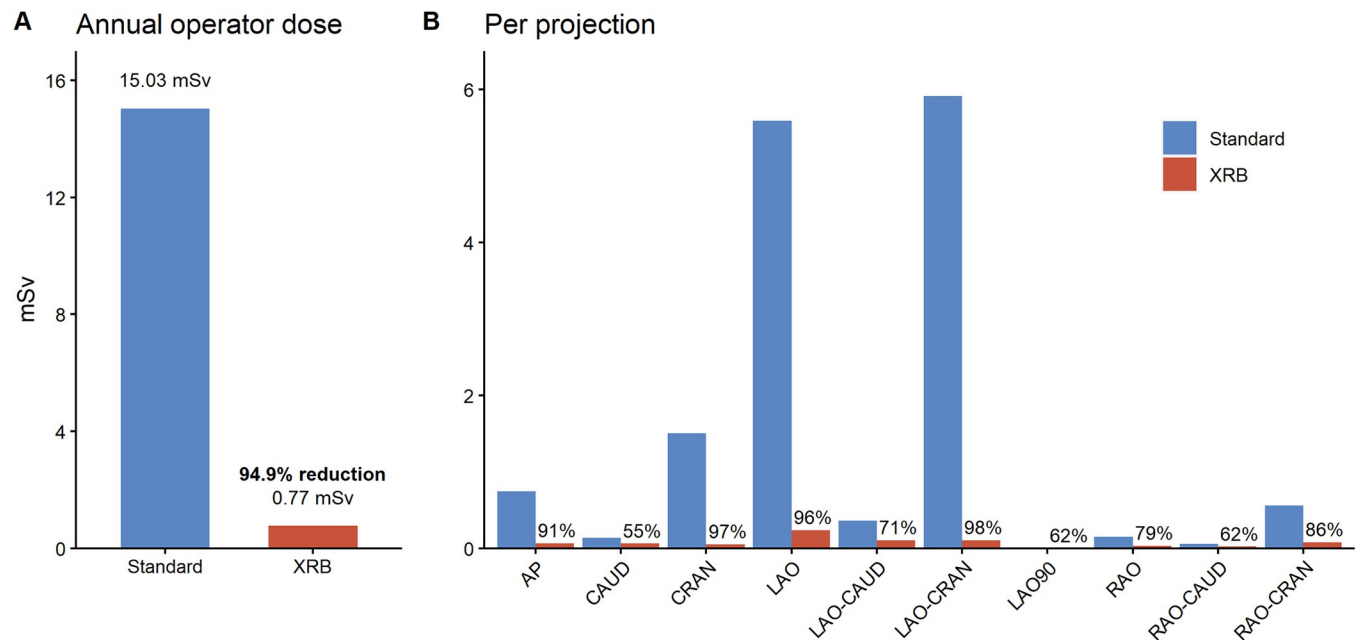 A Annual operator dose
mSv
16
12
8
4
0
15.03 mSv
94.9% reduction
0.77 mSv
Standard
XRB
B Per projection
6
4
2
0
Standard
XRB
91%
55%
97%
96%
71%
98%
62%
79%
62%
86%
AP
CAUD
CRAN
LAO
LAO-CAUD
LAO-CRAN
LAO90
RAO
RAO-CAUD
RAO-CRAN